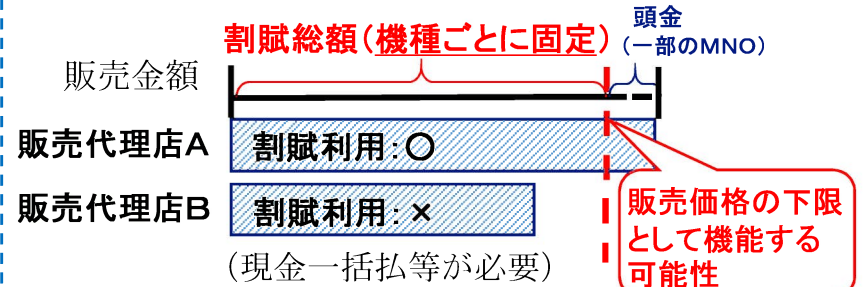 頭金
割賦総額(機種ごとに固定)
(一部のMNO)
販売金額
販売代理店A
割賦利用:○
販売代理店B
割賦利用:×
(現金一括払等が必要)
販売価格の下限
として機能する
可能性